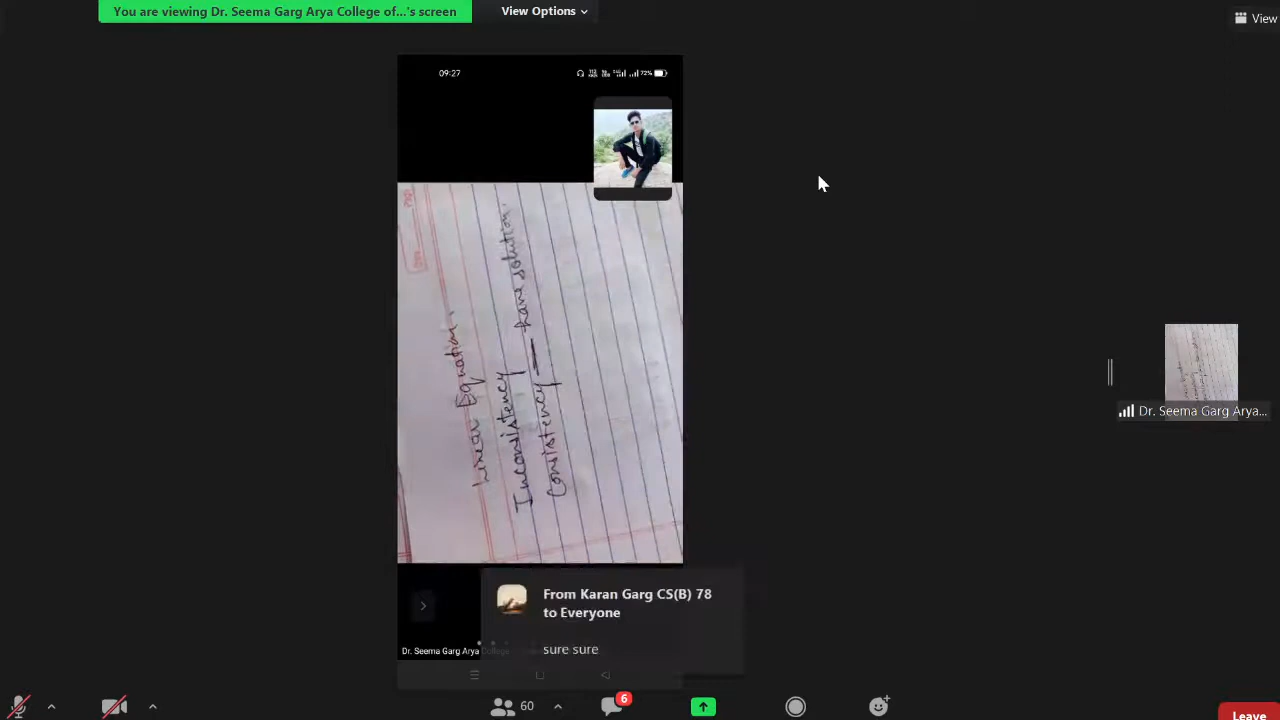 You are viewing Dr. Seema Garg Arya College of...'s screen
View Options
View
09:27
72%
Linear Equation.
Inconsistency
Consistency — have solution.
Dr. Seema Garg Arya...
From Karan Garg CS(B) 78
to Everyone
sure sure
Dr. Seema Garg Arya College
60
6
Leave